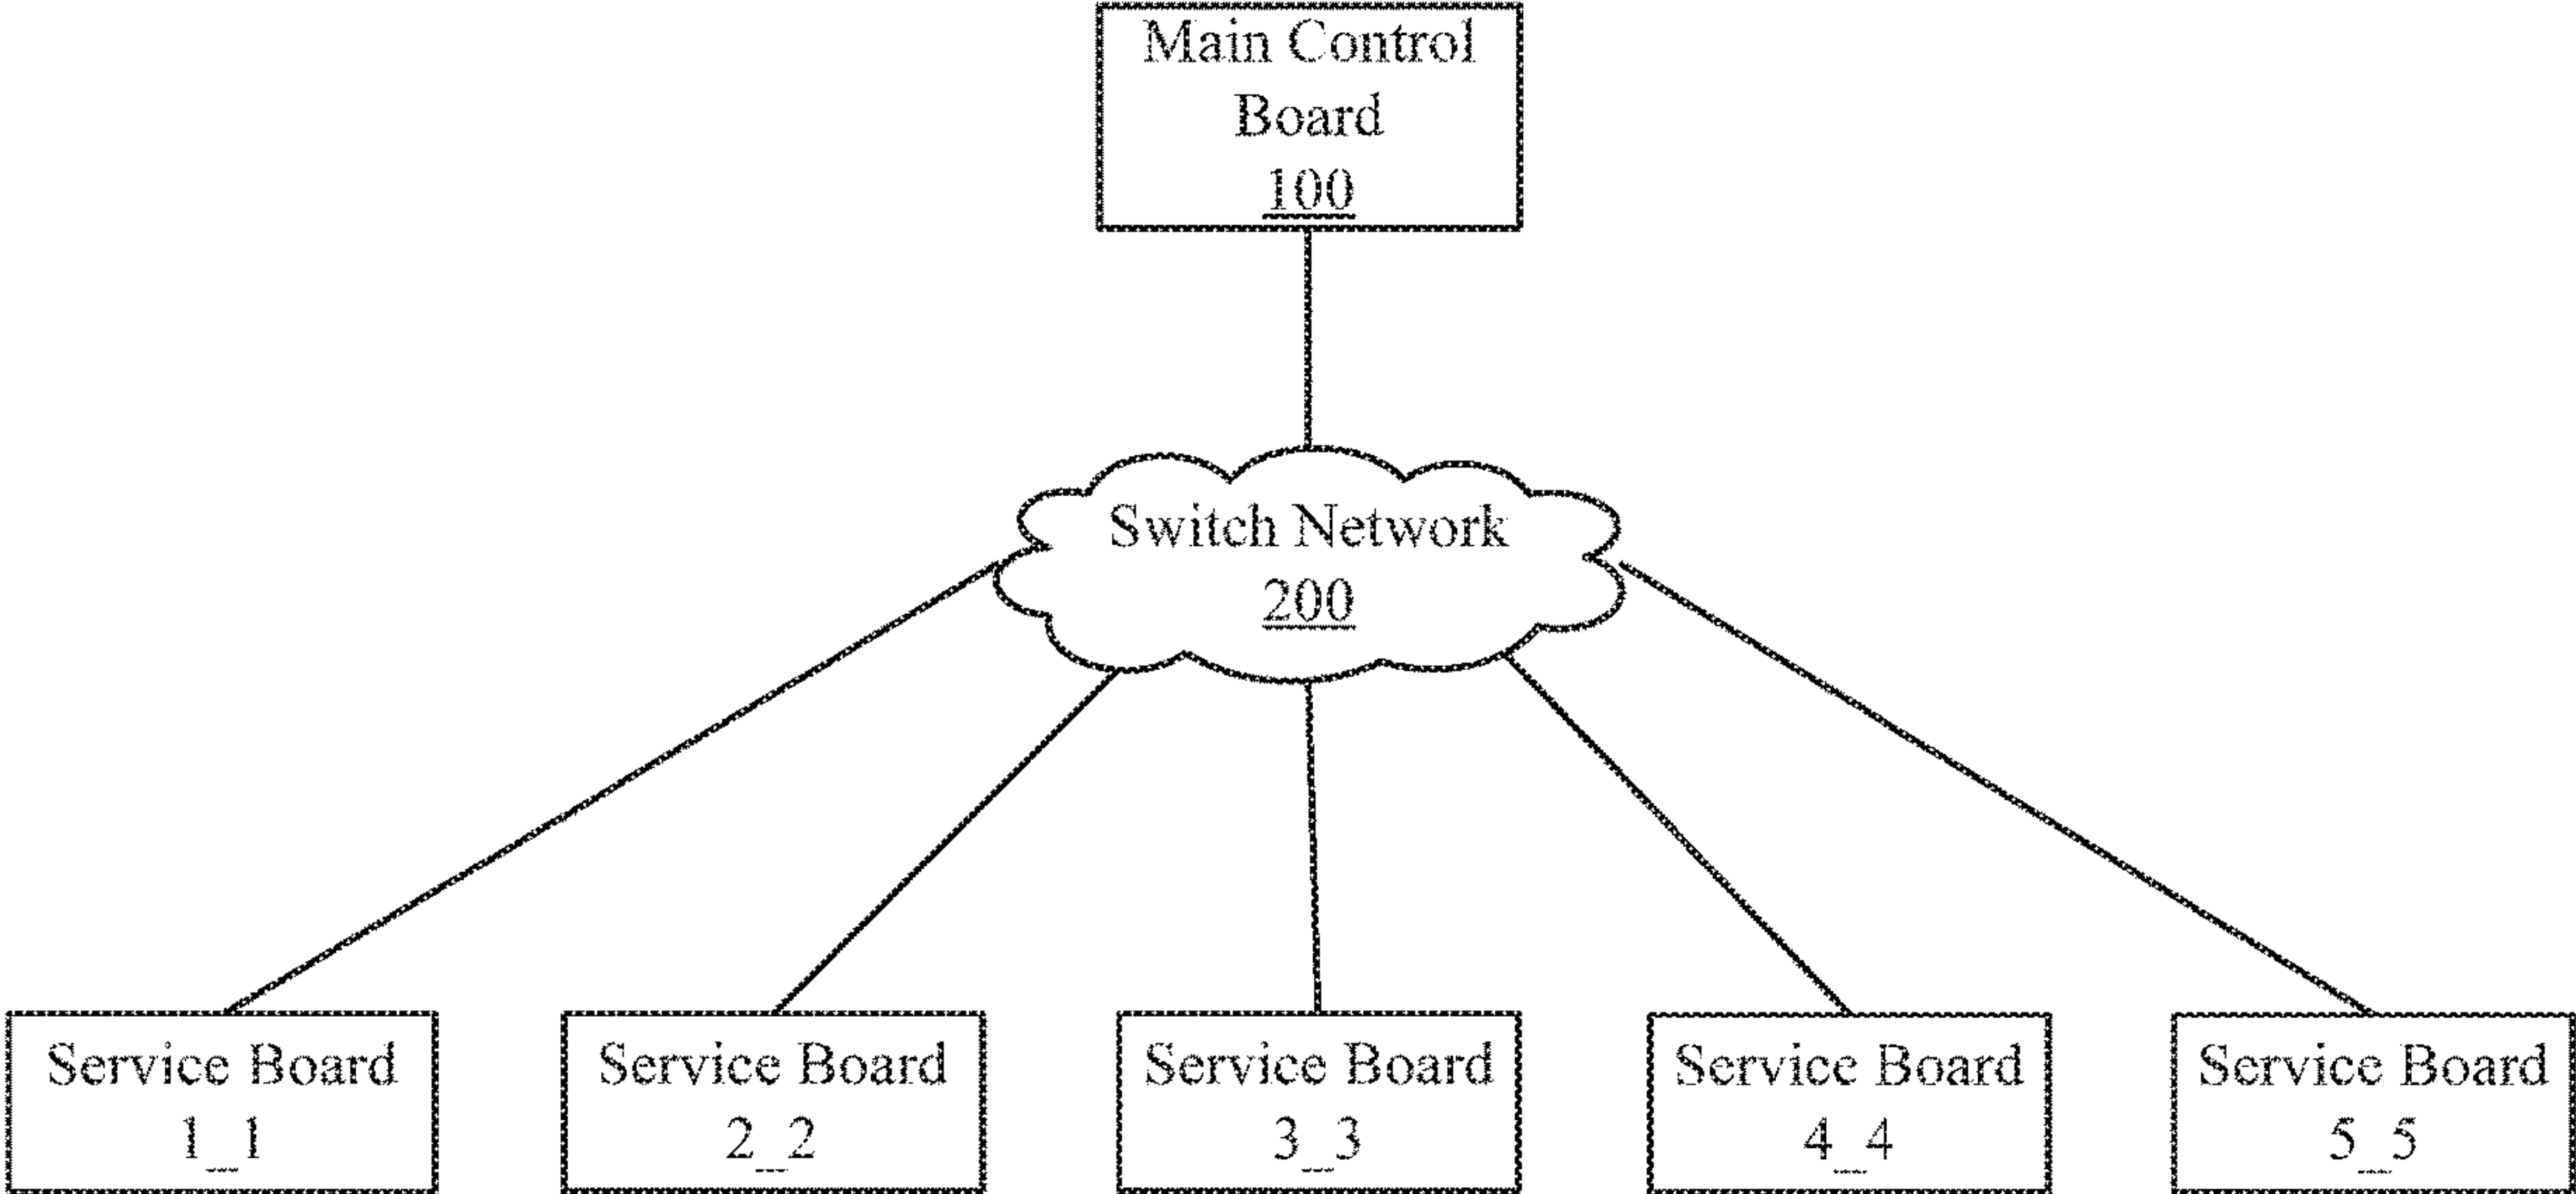 Main Control
Board
100
Switch Network
200
Service Board
1_1
Service Board
2_2
Service Board
3_3
Service Board
4_4
Service Board
5_5